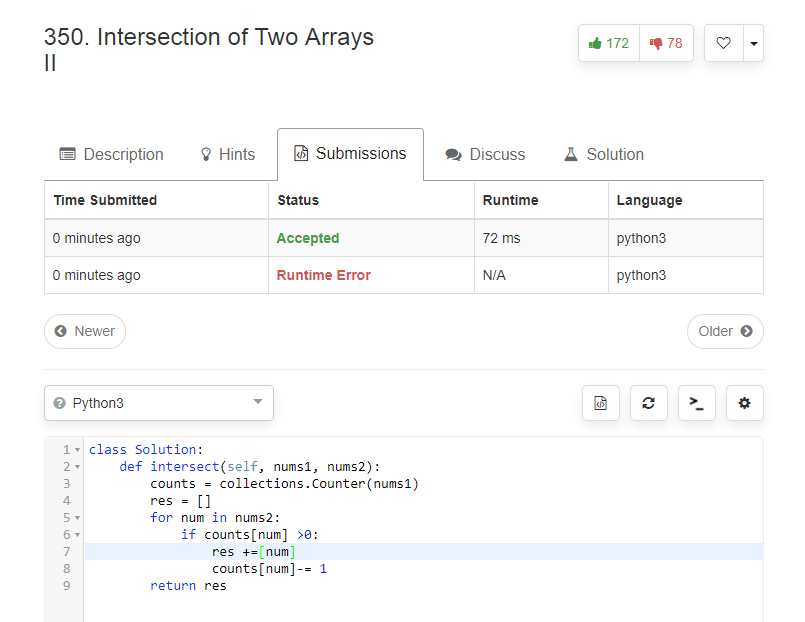 350. Intersection of Two Arrays
II
172 78
Description Hints Submissions Discuss Solution
Time Submitted Status Runtime Language
0 minutes ago Accepted 72 ms python3
0 minutes ago Runtime Error N/A python3
Newer Older
Python3
1 class Solution:
2     def intersect(self, nums1, nums2):
3         counts = collections.Counter(nums1)
4         res = []
5         for num in nums2:
6             if counts[num] >0:
7                 res +=[num]
8                 counts[num]-= 1
9         return res